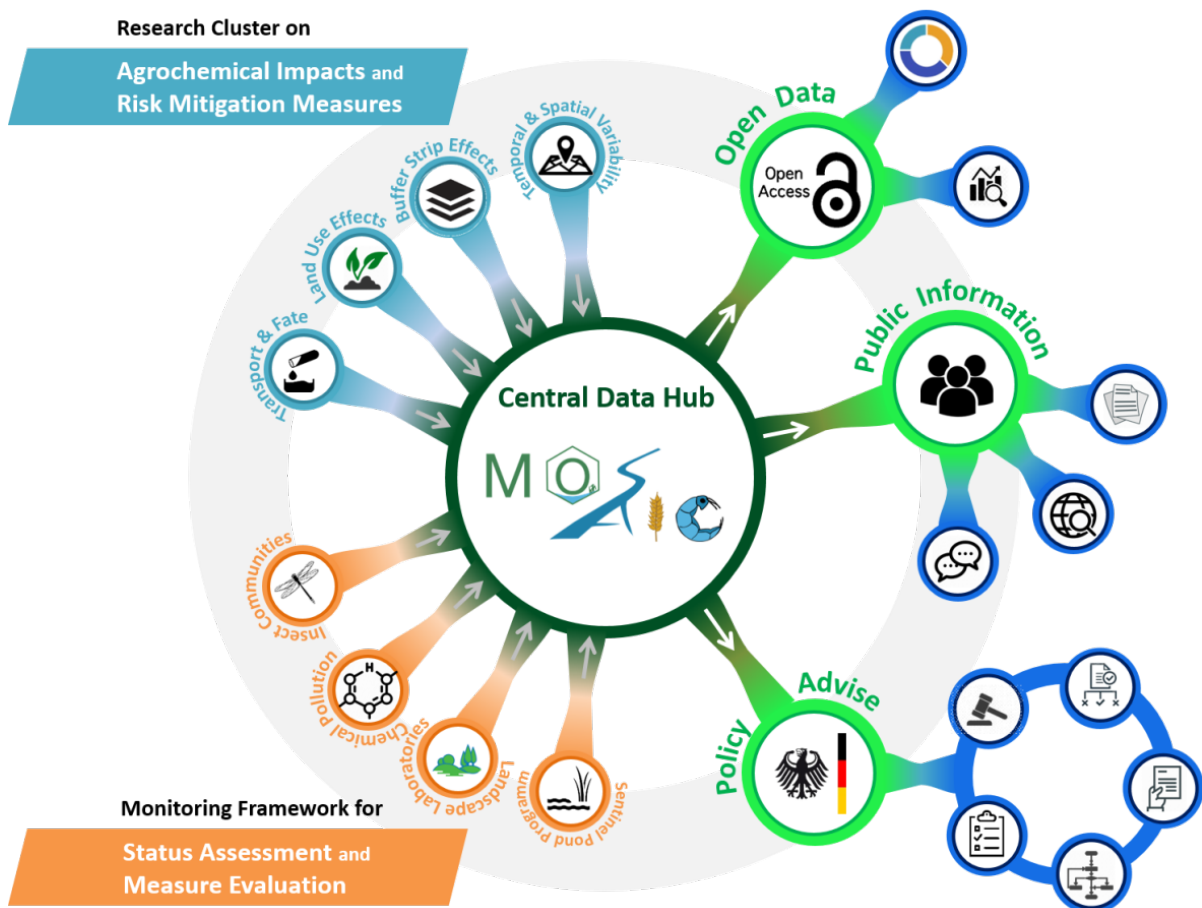 Research Cluster on
Agrochemical Impacts and
Risk Mitigation Measures
Temporal & Spatial Variability
Buffer Strip Effects
Land Use Effects
Transport & Fate
Open Data
Open
Access
Public Information
Central Data Hub
MOSAIC
Insect Communities
Chemical Pollution
H
Landscape Laboratories
Sentinel Pond Programm
Policy Advise
Monitoring Framework for
Status Assessment and
Measure Evaluation